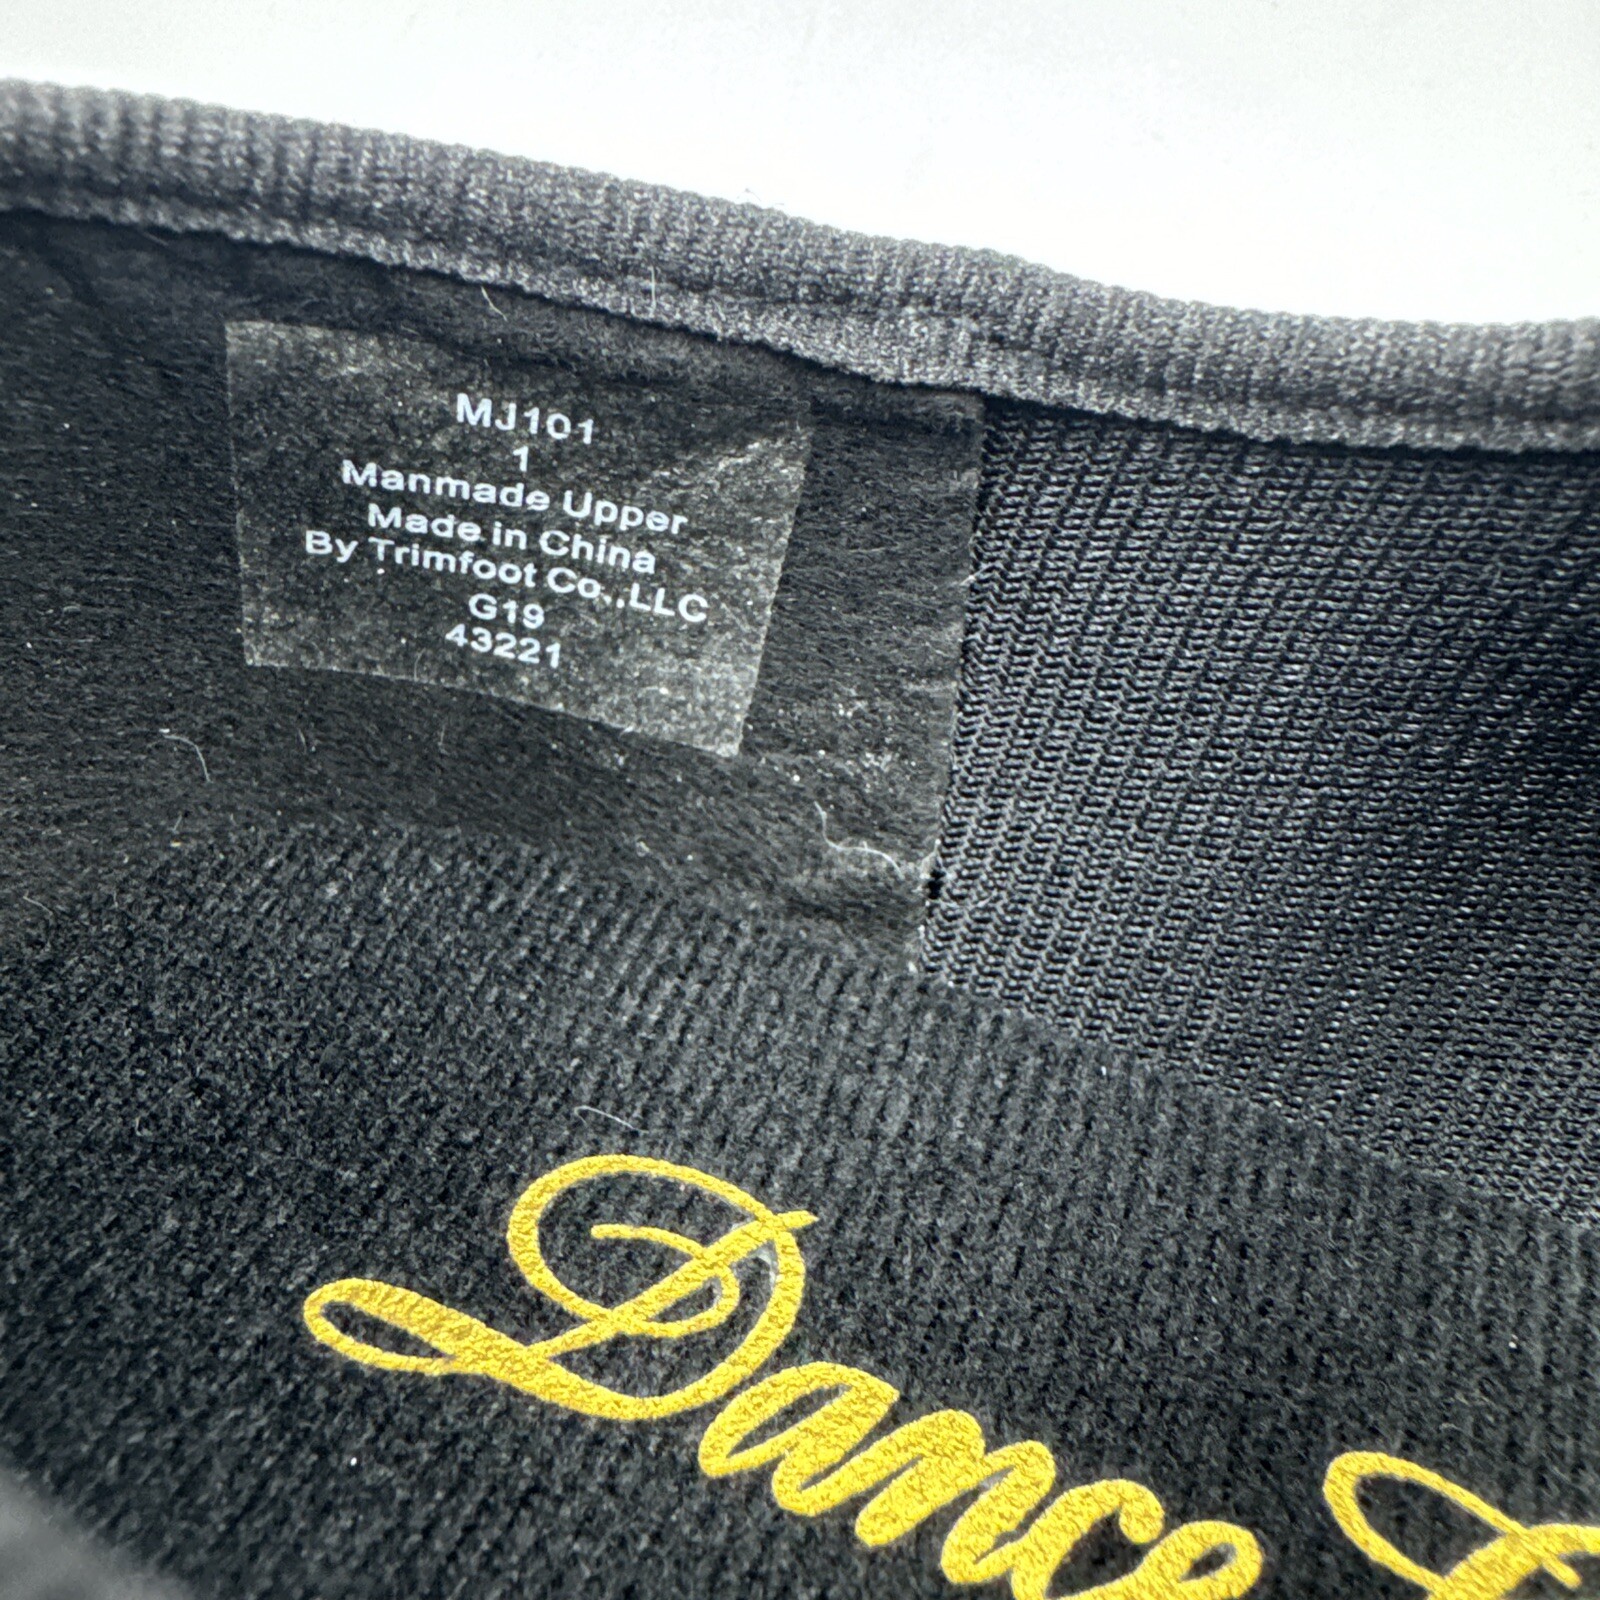 MJ101
1
Manmade Upper
Made in China
By Trimfoot Co.,LLC
G19
43221
Dance